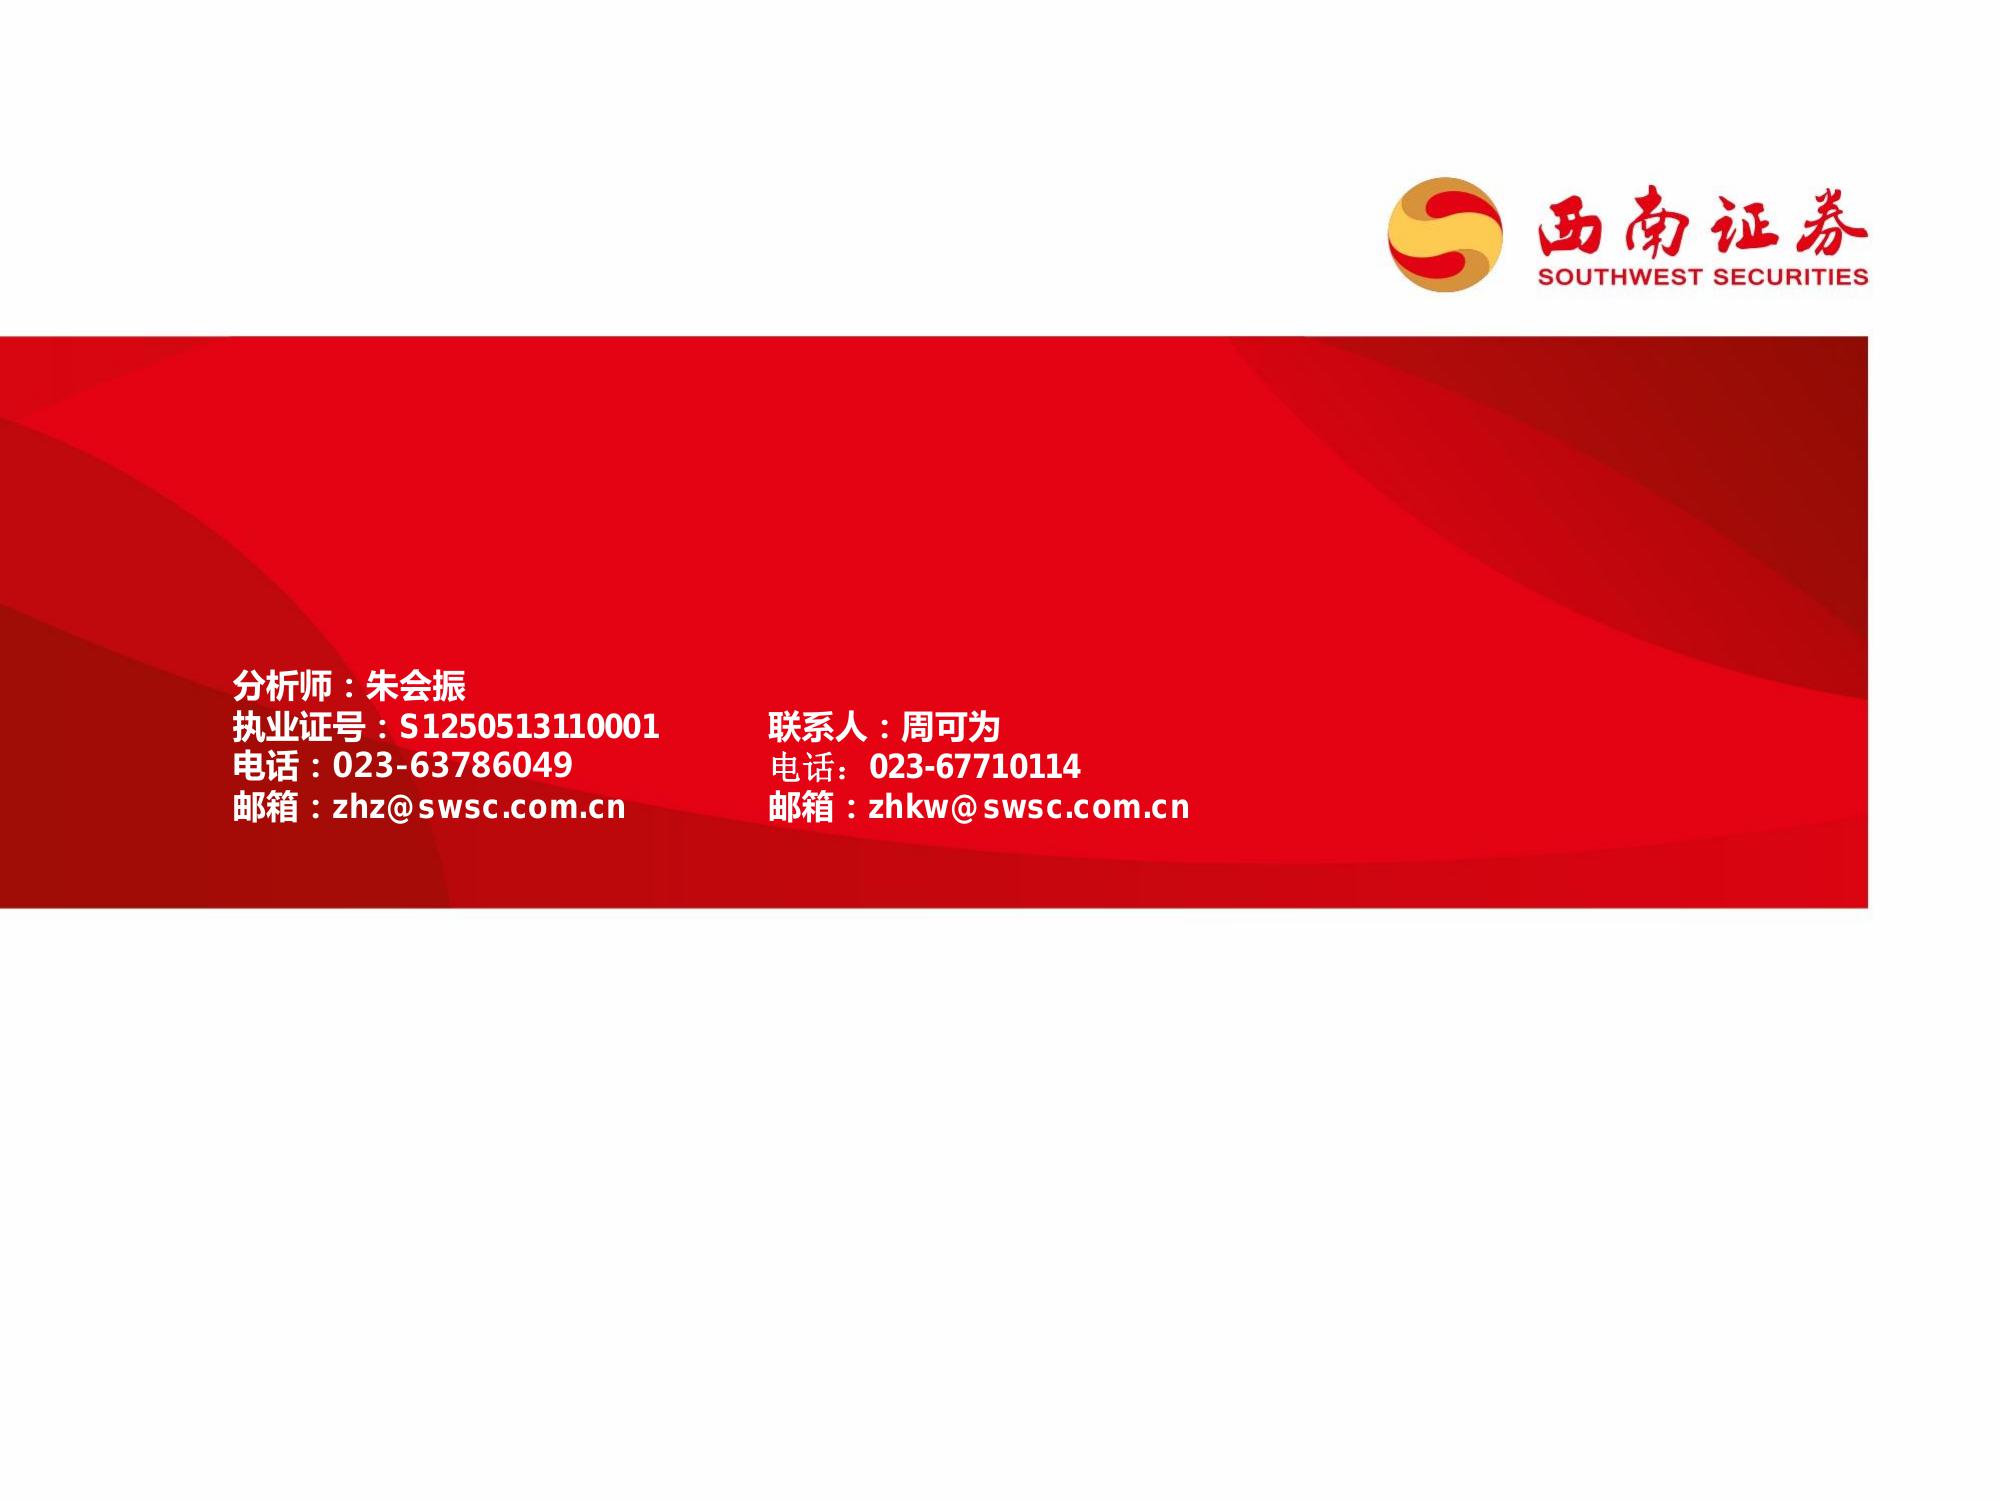 西南证券
SOUTHWEST SECURITIES
分析师：朱会振
执业证号：S1250513110001
电话：023-63786049
邮箱：zhz@swsc.com.cn
联系人：周可为
电话：023-67710114
邮箱：zhkw@swsc.com.cn